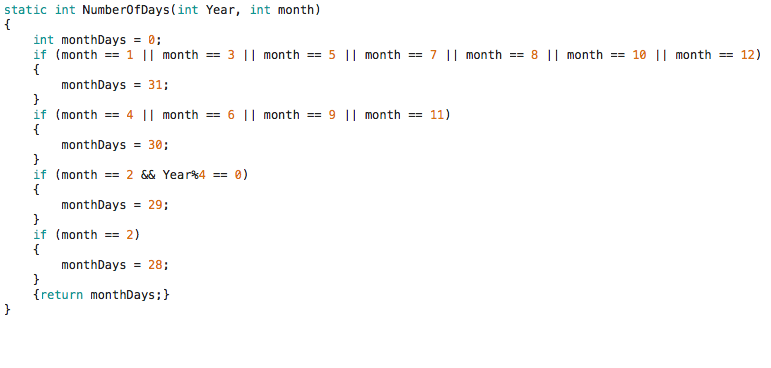 static int NumberOfDays(int Year, int month)
{
    int monthDays = 0;
    if (month == 1 || month == 3 || month == 5 || month == 7 || month == 8 || month == 10 || month == 12)
    {
        monthDays = 31;
    }
    if (month == 4 || month == 6 || month == 9 || month == 11)
    {
        monthDays = 30;
    }
    if (month == 2 && Year%4 == 0)
    {
        monthDays = 29;
    }
    if (month == 2)
    {
        monthDays = 28;
    }
    {return monthDays;}
}